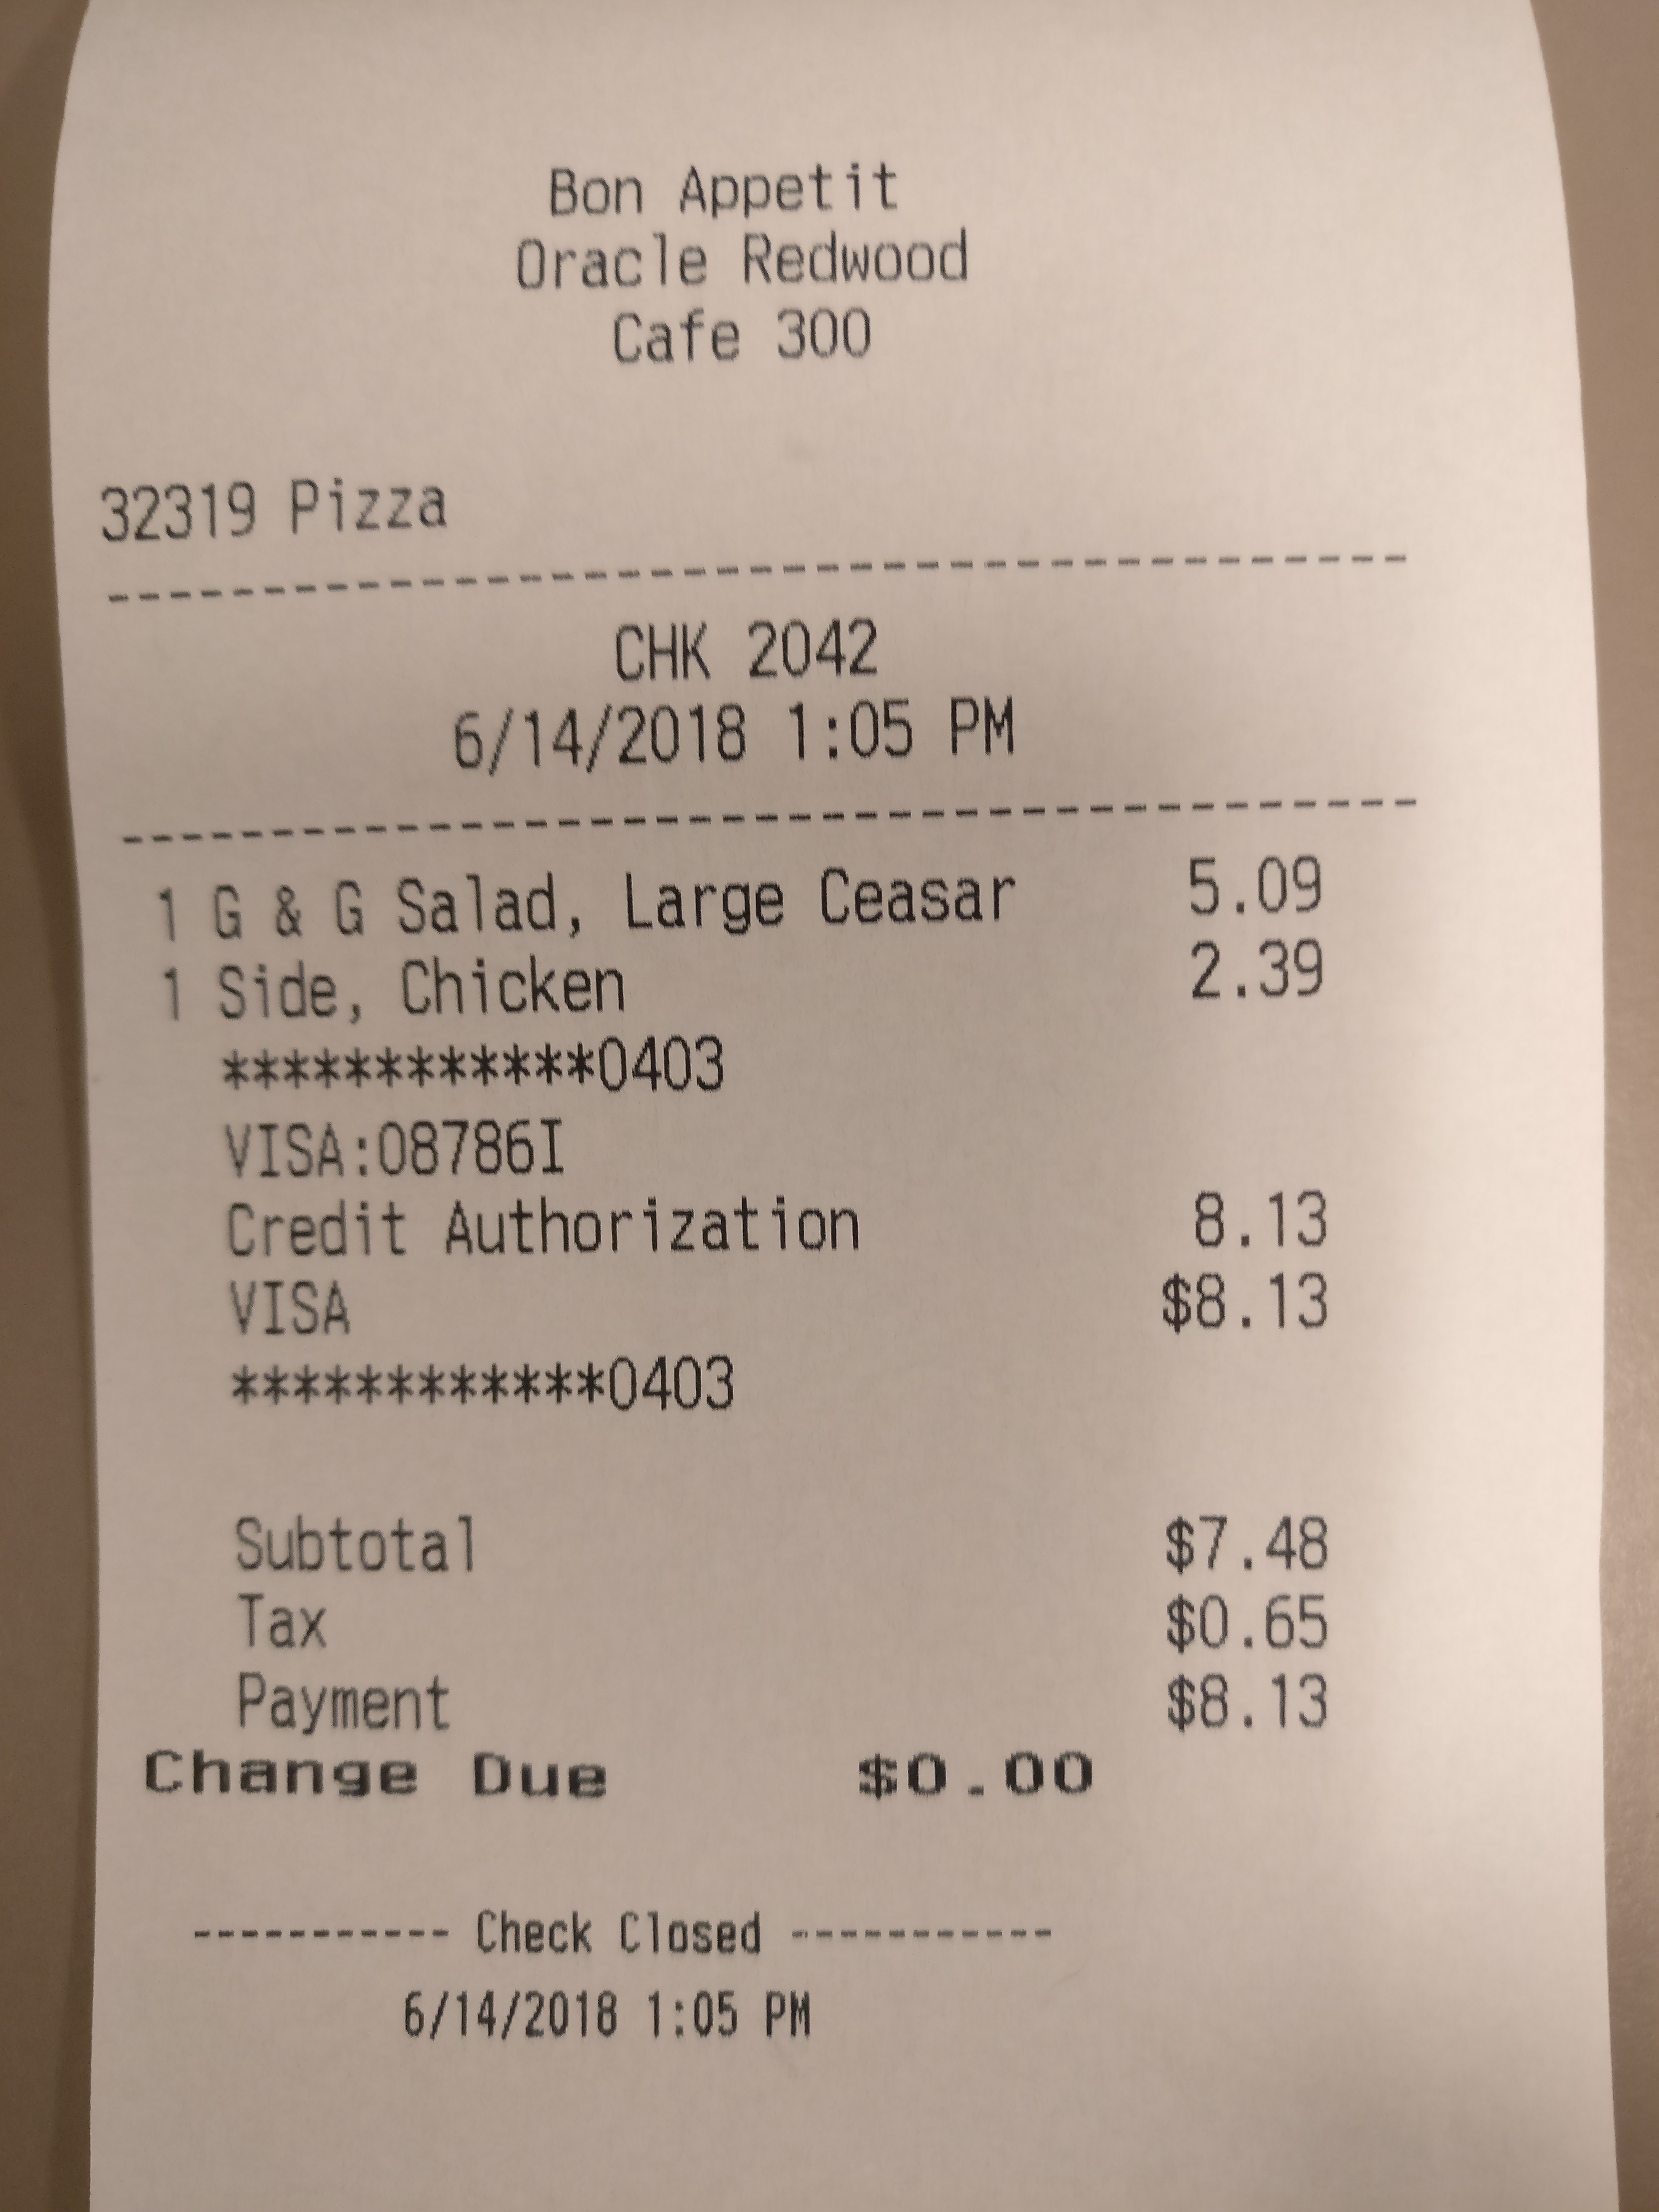 Bon Appetit
Oracle Redwood
Cafe 300
32319 Pizza
----------------------------------------
CHK 2042
6/14/2018 1:05 PM
----------------------------------------
1 G & G Salad, Large Ceasar 5.09
1 Side, Chicken 2.39
************0403
VISA:08786I
Credit Authorization 8.13
VISA $8.13
************0403
Subtotal $7.48
Tax $0.65
Payment $8.13
Change Due $0.00
----------- Check Closed -----------
6/14/2018 1:05 PM